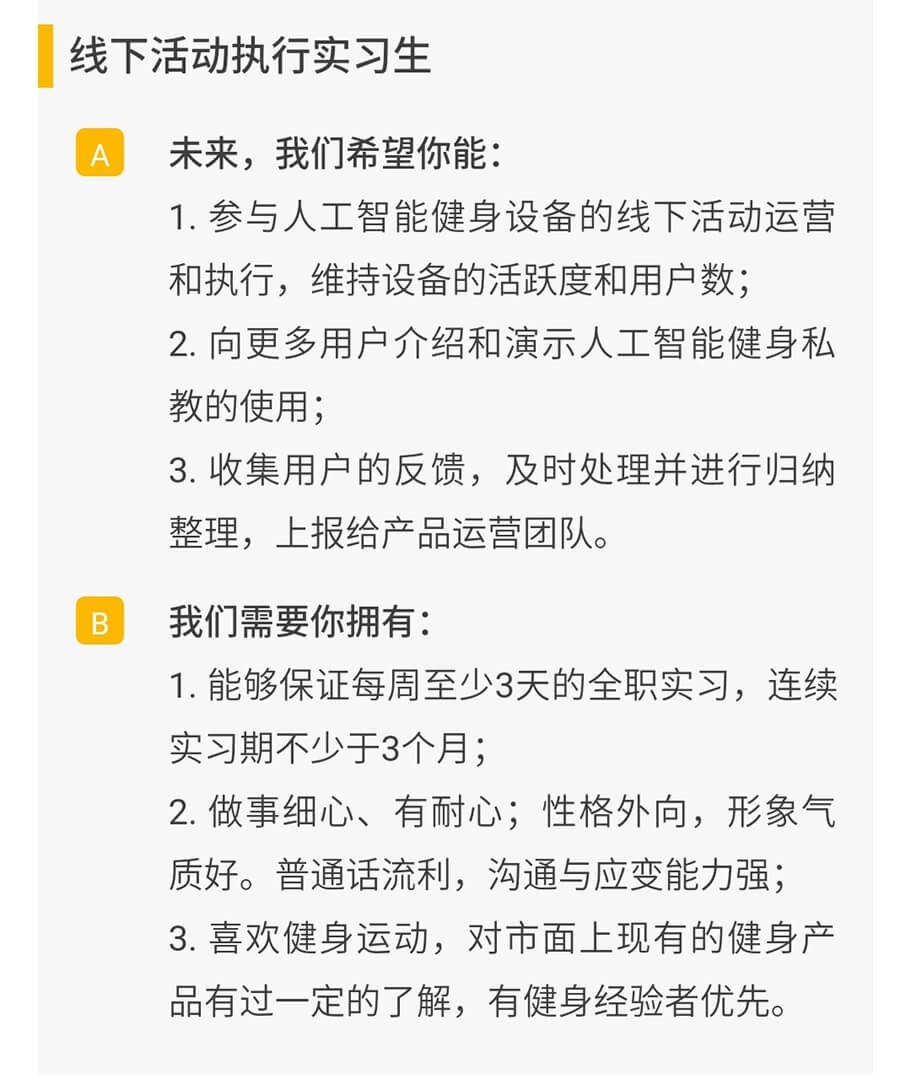 线下活动执行实习生
A
未来，我们希望你能：
1. 参与人工智能健身设备的线下活动运营
和执行，维持设备的活跃度和用户数；
2. 向更多用户介绍和演示人工智能健身私
教的使用；
3. 收集用户的反馈，及时处理并进行归纳
整理，上报给产品运营团队。
B
我们需要你拥有：
1. 能够保证每周至少3天的全职实习，连续
实习期不少于3个月；
2. 做事细心、有耐心；性格外向，形象气
质好。普通话流利，沟通与应变能力强；
3. 喜欢健身运动，对市面上现有的健身产
品有过一定的了解，有健身经验者优先。